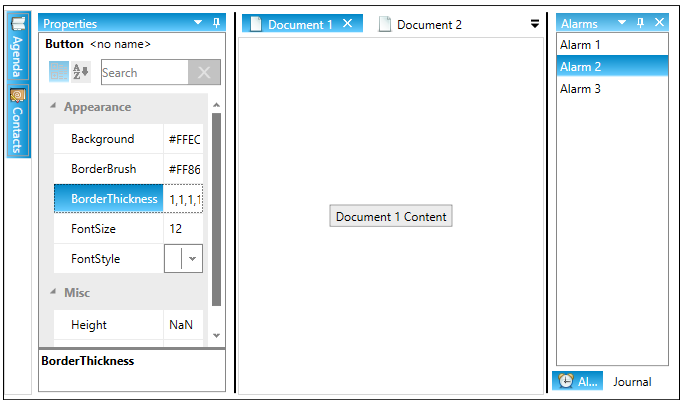 Agenda
Contacts
Properties
Button <no name>
A
Z
Search
Appearance
Background #FFEC
BorderBrush #FF86
BorderThickness 1,1,1,1
FontSize 12
FontStyle
Misc
Height NaN
BorderThickness
Document 1
Document 2
Document 1 Content
Alarms
Alarm 1
Alarm 2
Alarm 3
Al...
Journal